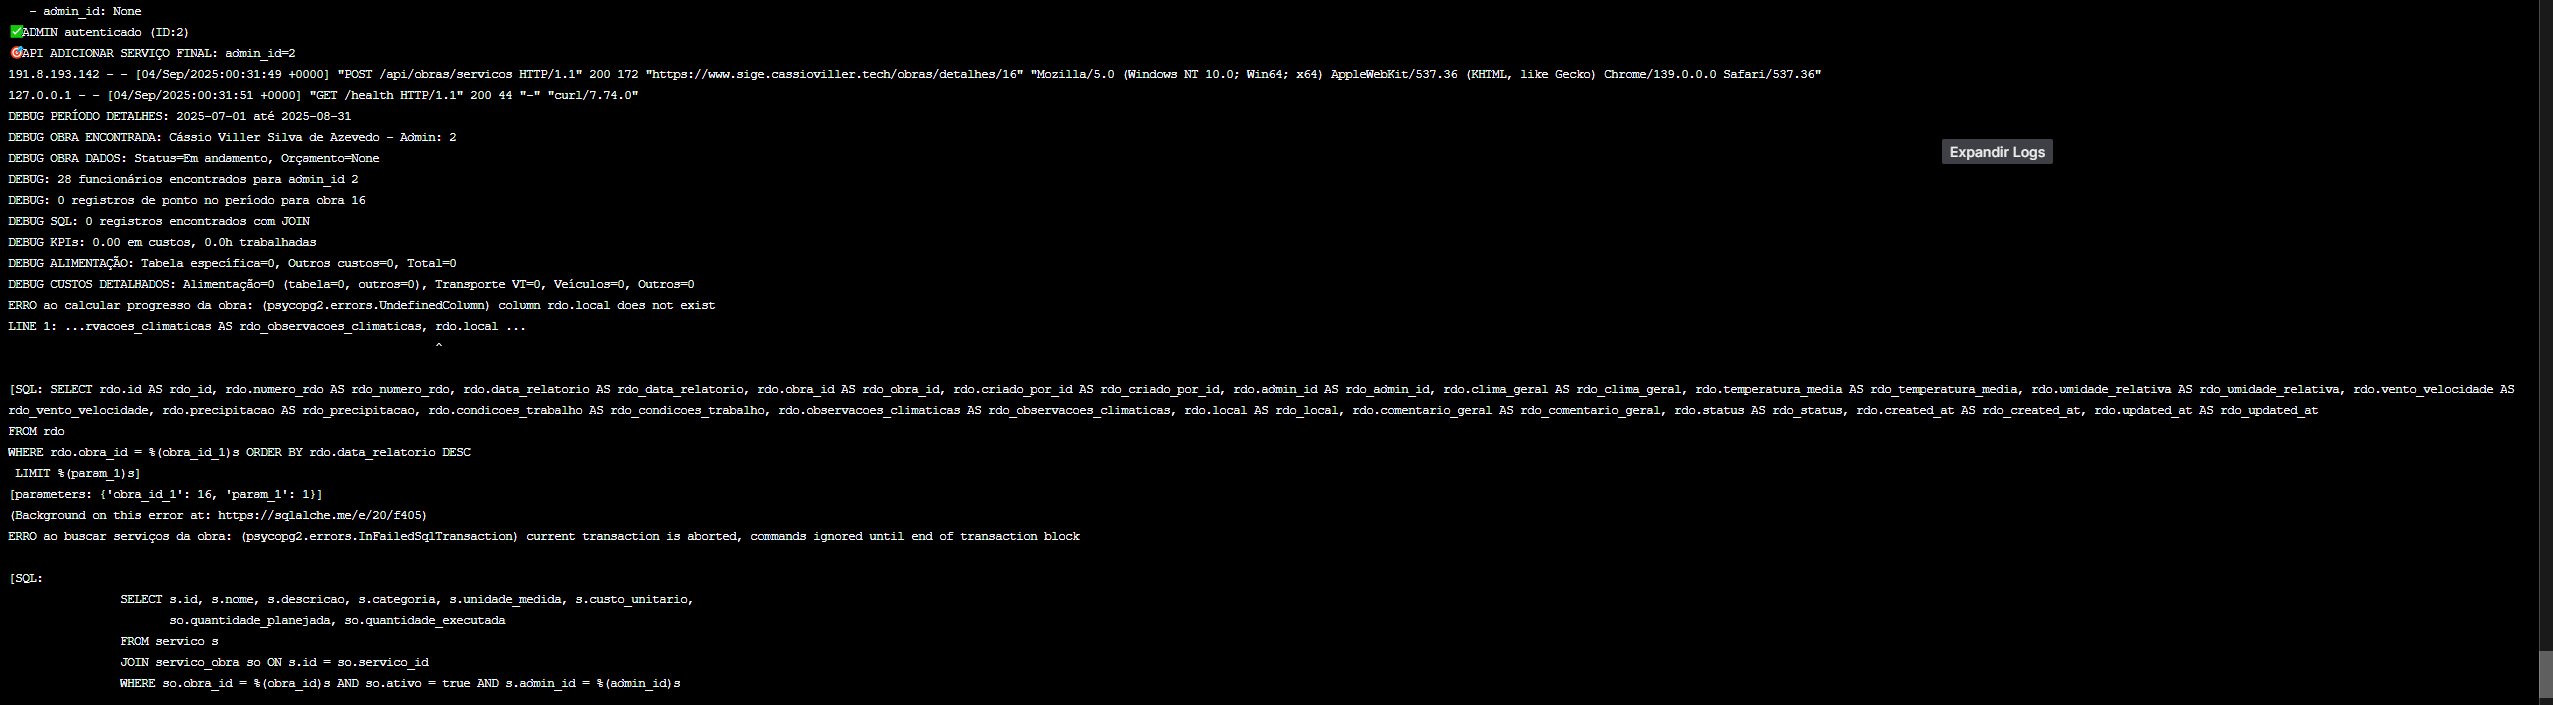 - admin_id: None
✅ADMIN autenticado (ID:2)
🎯API ADICIONAR SERVIÇO FINAL: admin_id=2
191.8.193.142 - - [04/Sep/2025:00:31:49 +0000] "POST /api/obras/servicos HTTP/1.1" 200 172 "https://www.sige.cassioviller.tech/obras/detalhes/16" "Mozilla/5.0 (Windows NT 10.0; Win64; x64) AppleWebKit/537.36 (KHTML, like Gecko) Chrome/139.0.0.0 Safari/537.36"
127.0.0.1 - - [04/Sep/2025:00:31:51 +0000] "GET /health HTTP/1.1" 200 44 "-" "curl/7.74.0"
DEBUG PERÍODO DETALHES: 2025-07-01 até 2025-08-31
DEBUG OBRA ENCONTRADA: Cássio Viller Silva de Azevedo - Admin: 2
Expandir Logs
DEBUG OBRA DADOS: Status=Em andamento, Orçamento=None
DEBUG: 28 funcionários encontrados para admin_id 2
DEBUG: 0 registros de ponto no período para obra 16
DEBUG SQL: 0 registros encontrados com JOIN
DEBUG KPIs: 0.00 em custos, 0.0h trabalhadas
DEBUG ALIMENTAÇÃO: Tabela específica=0, Outros custos=0, Total=0
DEBUG CUSTOS DETALHADOS: Alimentação=0 (tabela=0, outros=0), Transporte VT=0, Veículos=0, Outros=0
ERRO ao calcular progresso da obra: (psycopg2.errors.UndefinedColumn) column rdo.local does not exist
LINE 1: ...rvacoes_climaticas AS rdo_observacoes_climaticas, rdo.local ...
^
[SQL: SELECT rdo.id AS rdo_id, rdo.numero_rdo AS rdo_numero_rdo, rdo.data_relatorio AS rdo_data_relatorio, rdo.obra_id AS rdo_obra_id, rdo.criado_por_id AS rdo_criado_por_id, rdo.admin_id AS rdo_admin_id, rdo.clima_geral AS rdo_clima_geral, rdo.temperatura_media AS rdo_temperatura_media, rdo.umidade_relativa AS rdo_umidade_relativa, rdo.vento_velocidade AS
rdo_vento_velocidade, rdo.precipitacao AS rdo_precipitacao, rdo.condicoes_trabalho AS rdo_condicoes_trabalho, rdo.observacoes_climaticas AS rdo_observacoes_climaticas, rdo.local AS rdo_local, rdo.comentario_geral AS rdo_comentario_geral, rdo.status AS rdo_status, rdo.created_at AS rdo_created_at, rdo.updated_at AS rdo_updated_at
FROM rdo
WHERE rdo.obra_id = %(obra_id_1)s ORDER BY rdo.data_relatorio DESC
LIMIT %(param_1)s]
[parameters: {'obra_id_1': 16, 'param_1': 1}]
(Background on this error at: https://sqlalche.me/e/20/f405)
ERRO ao buscar serviços da obra: (psycopg2.errors.InFailedSqlTransaction) current transaction is aborted, commands ignored until end of transaction block
[SQL:
SELECT s.id, s.nome, s.descricao, s.categoria, s.unidade_medida, s.custo_unitario,
so.quantidade_planejada, so.quantidade_executada
FROM servico s
JOIN servico_obra so ON s.id = so.servico_id
WHERE so.obra_id = %(obra_id)s AND so.ativo = true AND s.admin_id = %(admin_id)s